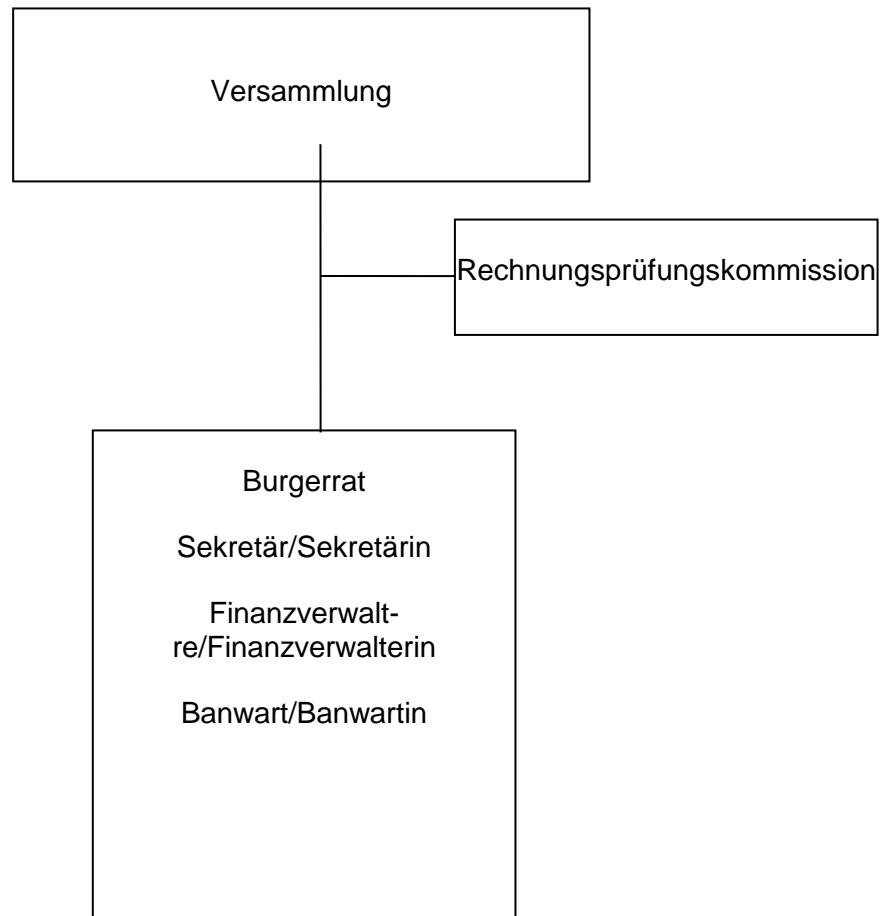 Versammlung
Rechnungsprüfungskommission
Burgerrat
Sekretär/Sekretärin
Finanzverwalt-
re/Finanzverwalterin
Banwart/Banwartin